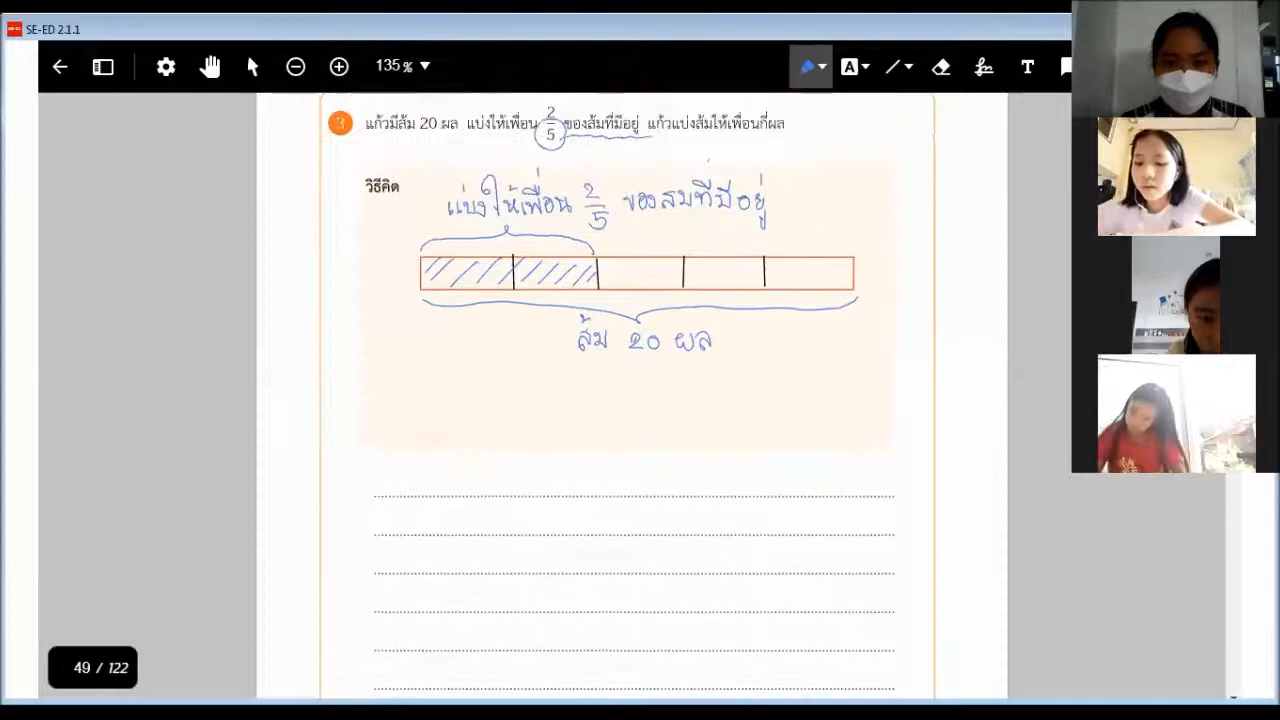 SE-ED 2.1.1
135 %
A
T
3 แก้วมีส้ม 20 ผล แบ่งให้เพื่อน 2/5 ของส้มที่มีอยู่ แก้วแบ่งส้มให้เพื่อนกี่ผล
วิธีคิด
แบ่งให้เพื่อน 2/5 ของสมที่มีอยู่
ส้ม 20 ผล
49 / 122